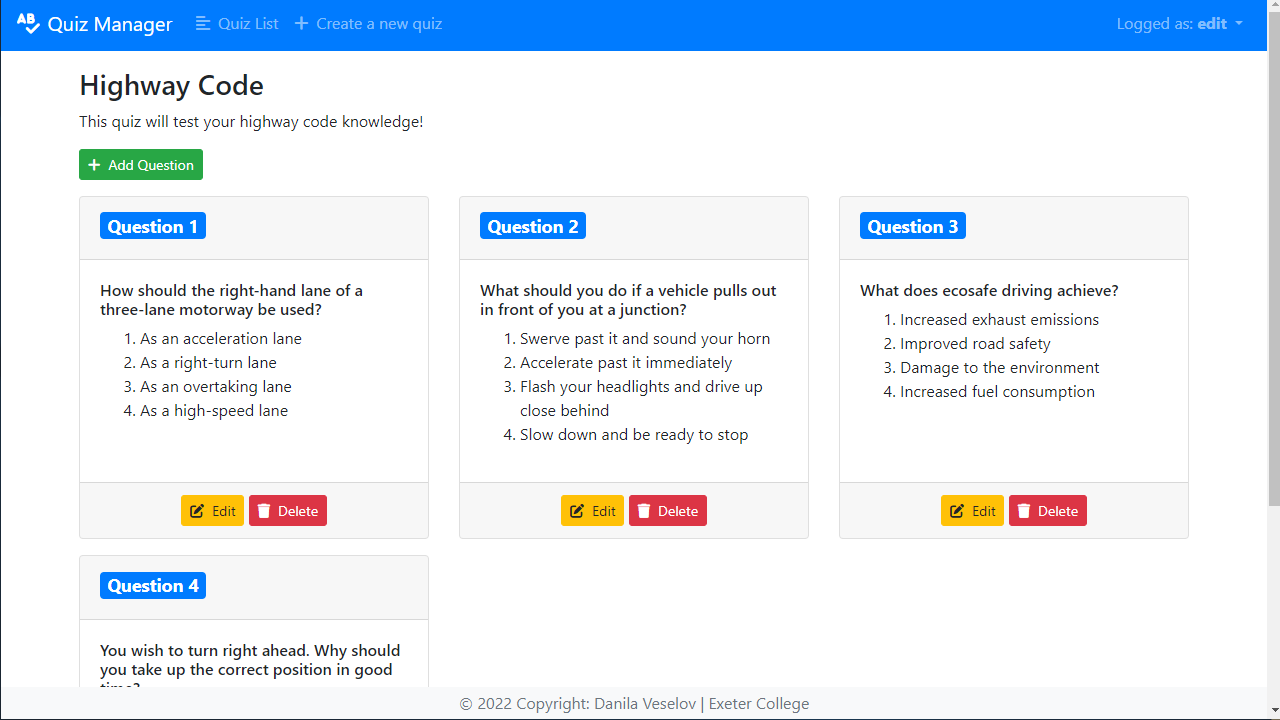 AB Quiz Manager Quiz List Create a new quiz Logged as: edit
Highway Code
This quiz will test your highway code knowledge!
Add Question
Question 1
How should the right-hand lane of a
three-lane motorway be used?
1. As an acceleration lane
2. As a right-turn lane
3. As an overtaking lane
4. As a high-speed lane
Edit Delete
Question 2
What should you do if a vehicle pulls out
in front of you at a junction?
1. Swerve past it and sound your horn
2. Accelerate past it immediately
3. Flash your headlights and drive up
close behind
4. Slow down and be ready to stop
Edit Delete
Question 3
What does ecosafe driving achieve?
1. Increased exhaust emissions
2. Improved road safety
3. Damage to the environment
4. Increased fuel consumption
Edit Delete
Question 4
You wish to turn right ahead. Why should
you take up the correct position in good
time?
© 2022 Copyright: Danila Veselov | Exeter College